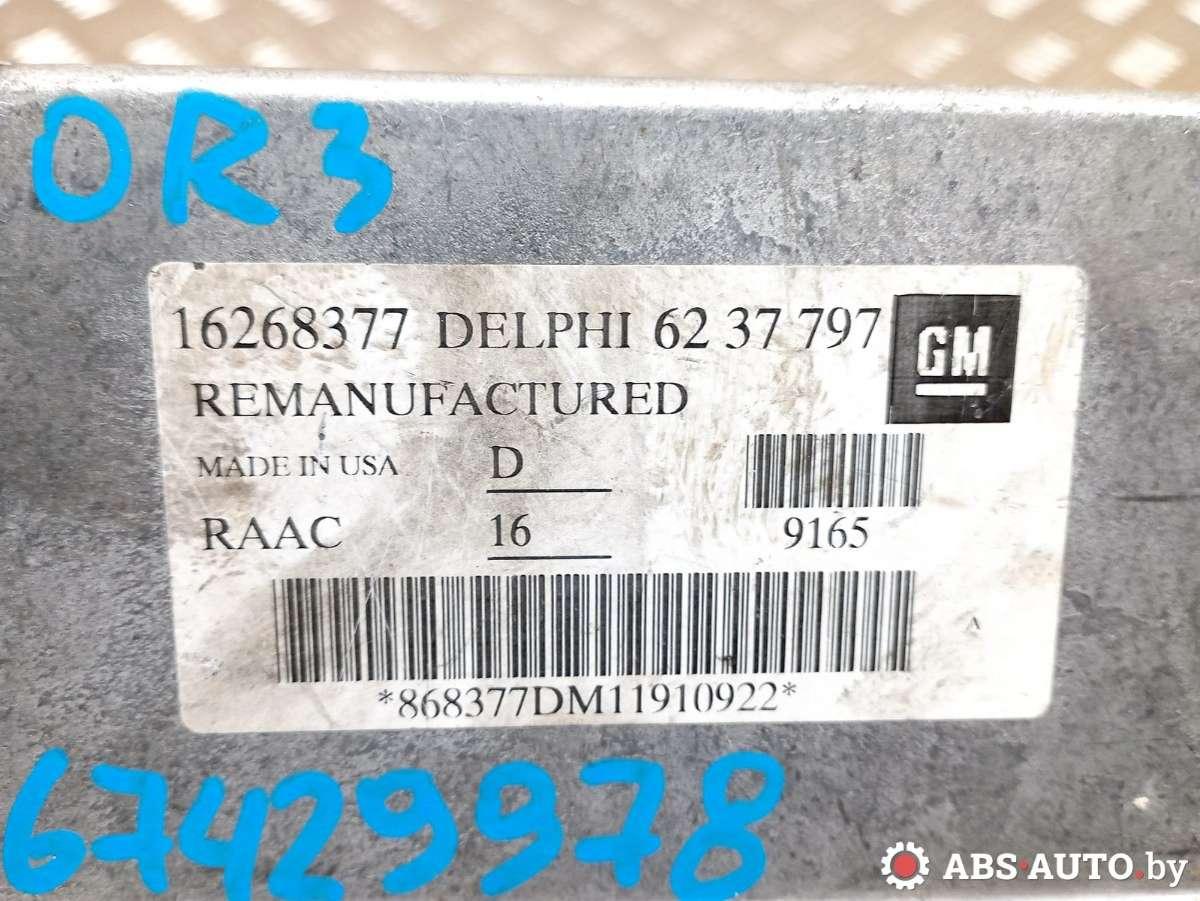 OR3
16268377 DELPHI 62 37 797
GM
REMANUFACTURED
MADE IN USA D
RAAC 16 9165
A
*868377DM11910922*
67429978
ABS-AUTO.by